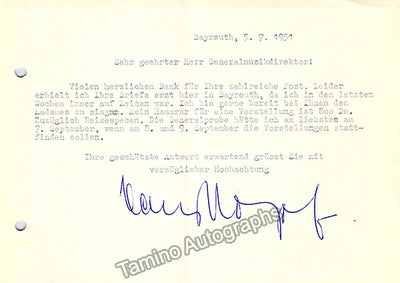 Bayreuth, 5. 7. 1951
Sehr geehrter Herr Generalmusikdirektor!
Vielen herzlichen Dank für Ihre zahlreiche Post. Leider
erhielt ich Ihre Briefe erst hier in Bayreuth, da ich in den letzten
Wochen immer auf Reisen war. Ich bin gerne bereit bei Ihnen den
Radames zu singen. Mein Honorar für eine Vorstellung ist 800 Dm.
Zuzüglich Reisespesen. Die Generalprobe hätte ich am liebsten am
7. September, wenn am 8. und 9. September die Vorstellungen statt-
finden sollen.
Ihre geschätzte Antwort erwartend grüsst Sie mit
vorzüglicher Hochachtung
Tamino Autographs